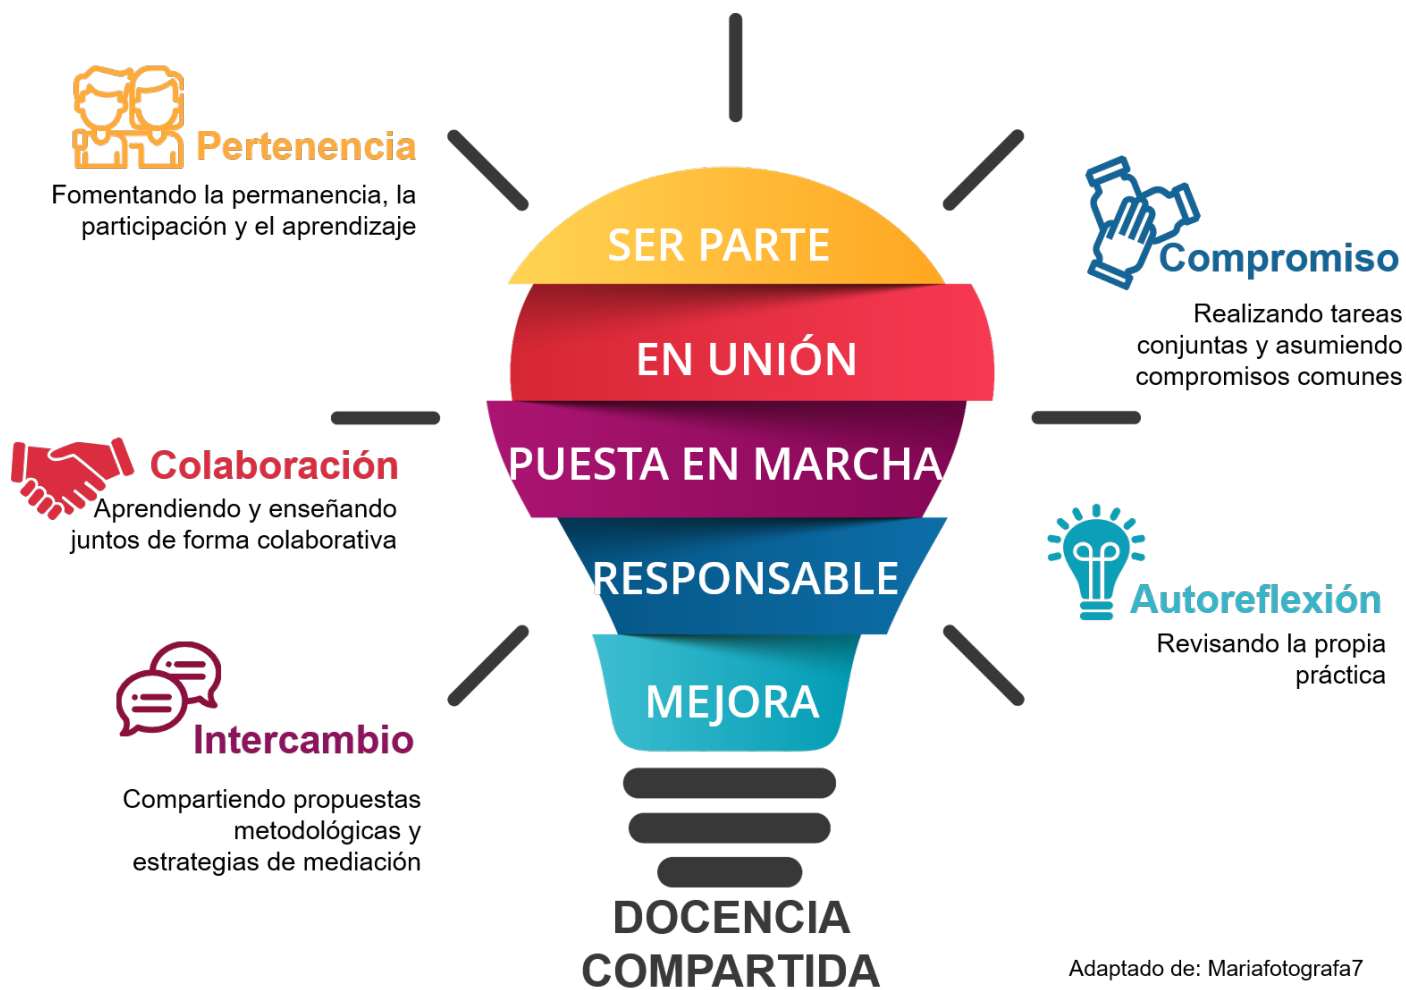 Pertenencia
Fomentando la permanencia, la
participación y el aprendizaje
Colaboración
Aprendiendo y enseñando
juntos de forma colaborativa
Intercambio
Compartiendo propuestas
metodológicas y
estrategias de mediación
SER PARTE
EN UNIÓN
PUESTA EN MARCHA
RESPONSABLE
MEJORA
DOCENCIA
COMPARTIDA
Compromiso
Realizando tareas
conjuntas y asumiendo
compromisos comunes
Autoreflexión
Revisando la propia
práctica
Adaptado de: Mariafotografa7